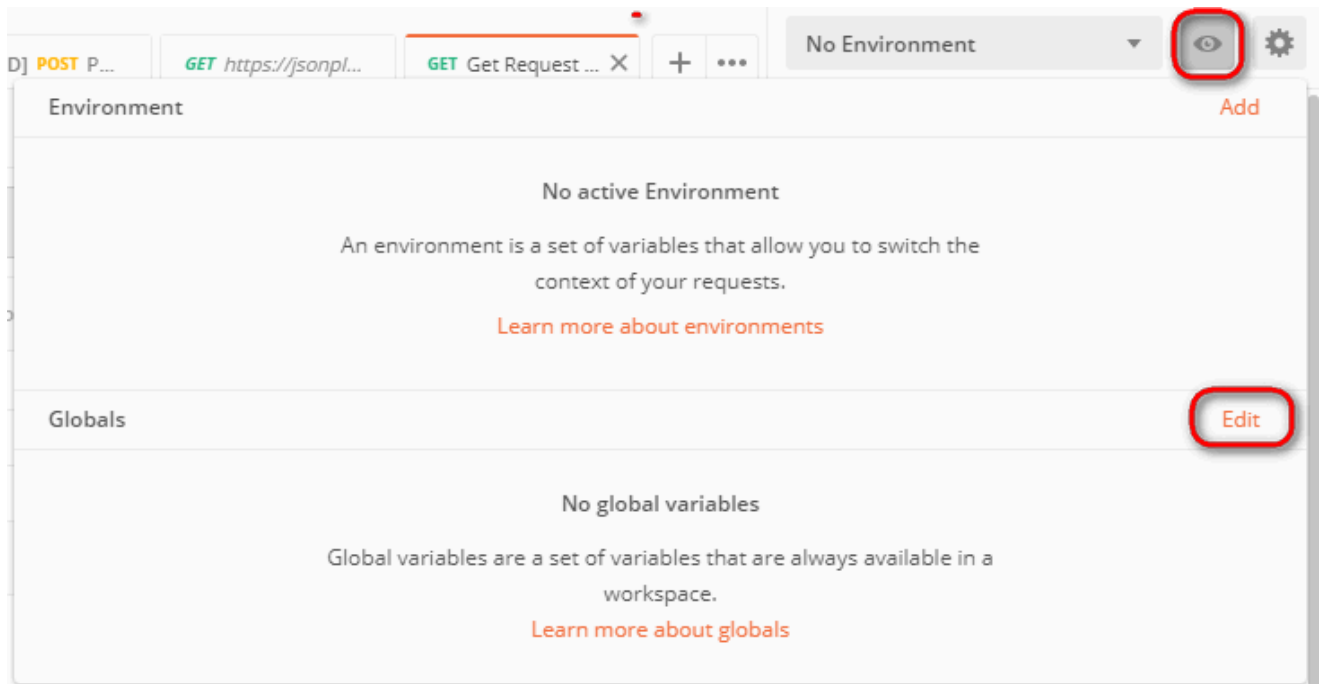 No Environment
D] POST P...
GET https://jsonpl...
GET Get Request ...
Environment
Add
No active Environment
An environment is a set of variables that allow you to switch the
context of your requests.
Learn more about environments
Globals
Edit
No global variables
Global variables are a set of variables that are always available in a
workspace.
Learn more about globals